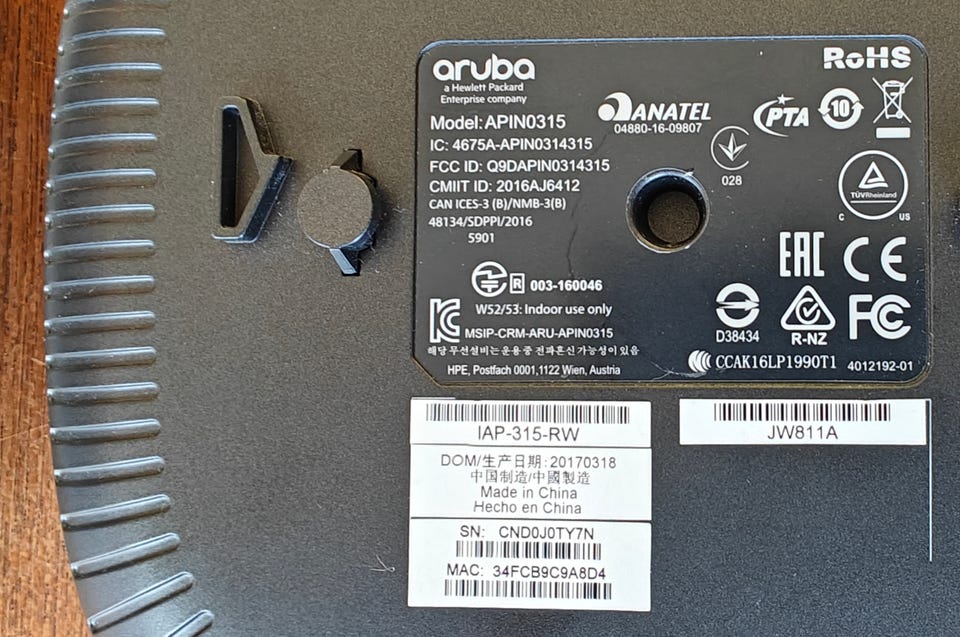 aruba
a Hewlett Packard
Enterprise company
RoHS
Model: APIN0315
IC: 4675A-APIN0314315
FCC ID: Q9DAPIN0314315
CMIIT ID: 2016AJ6412
CAN ICES-3 (B)/NMB-3(B)
48134/SDPPI/2016
5901
ANATEL
04880-16-09807
PTA
10
028
TÜVRheinland
C US
R 003-160046
W52/53: Indoor use only
EAC CE
MSIP-CRM-ARU-APIN0315
해당 무선설비는 운용 중 전파혼신 가능성이 있음
HPE, Postfach 0001,1122 Wien, Austria
D38434
R-NZ
FC
CCAK16LP1990T1
4012192-01
IAP-315-RW
JW811A
DOM/生产日期: 20170318
中国制造/中國製造
Made in China
Hecho en China
SN: CND0J0TY7N
MAC: 34FCB9C9A8D4